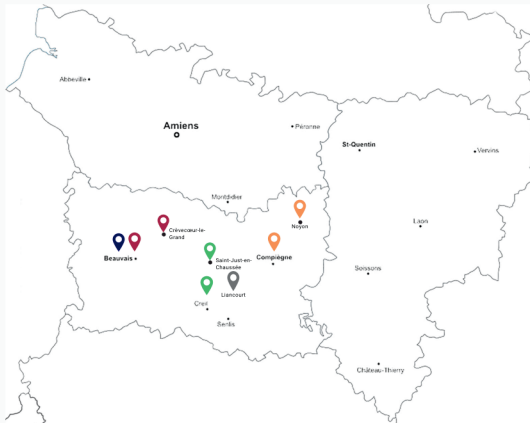 Abbeville
Amiens
Péronne
St-Quentin
Vervins
Montdidier
Noyon
Laon
Crèvecœur-le-
Grand
Beauvais
Saint-Just-en-
Chaussée
Compiègne
Soissons
Liancourt
Creil
Senlis
Château-Thierry